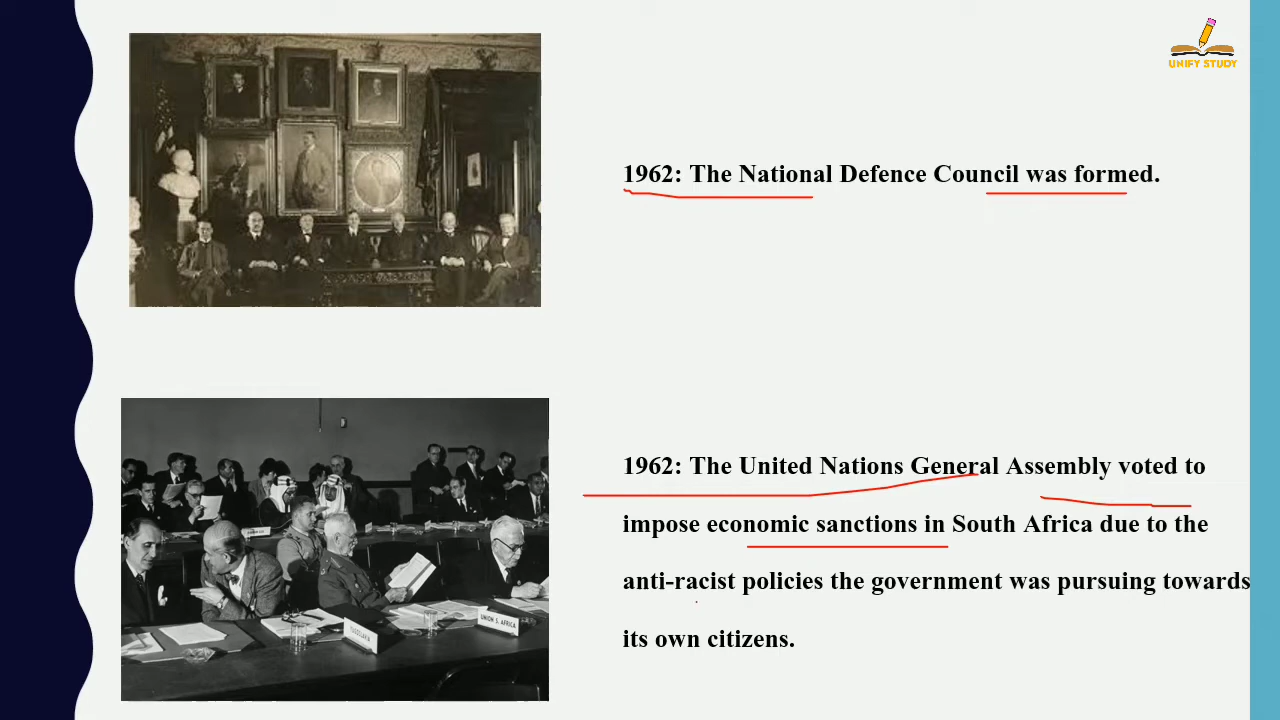 UNIFY STUDY
1962: The National Defence Council was formed.
1962: The United Nations General Assembly voted to
impose economic sanctions in South Africa due to the
anti-racist policies the government was pursuing towards
its own citizens.
UNION S. AFRICA